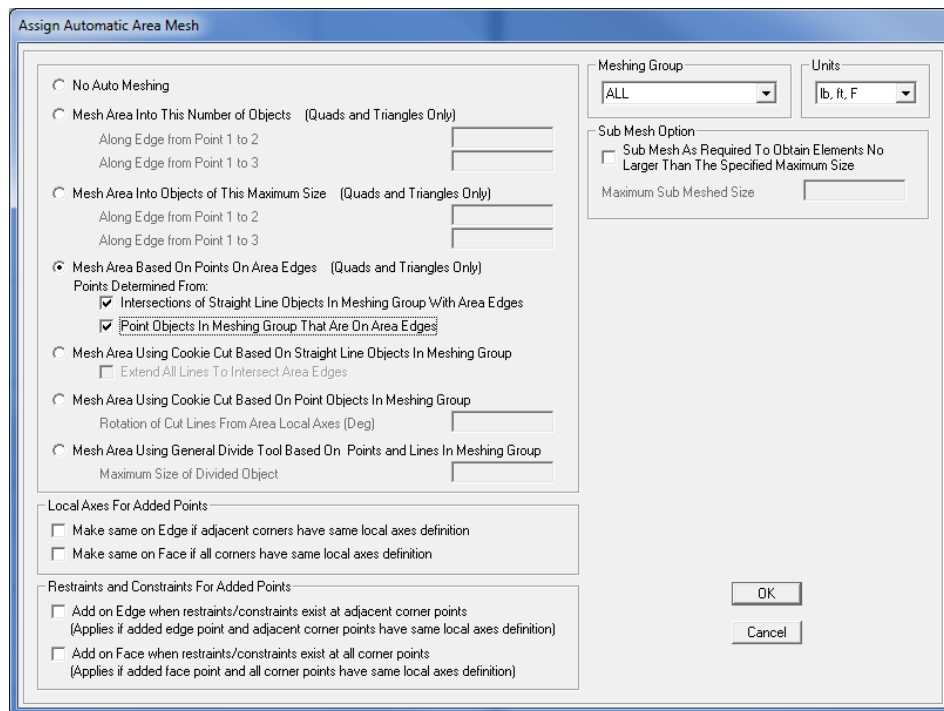 Assign Automatic Area Mesh
No Auto Meshing
Mesh Area Into This Number of Objects (Quads and Triangles Only)
Along Edge from Point 1 to 2
Along Edge from Point 1 to 3
Mesh Area Into Objects of This Maximum Size (Quads and Triangles Only)
Along Edge from Point 1 to 2
Along Edge from Point 1 to 3
Mesh Area Based On Points On Area Edges (Quads and Triangles Only)
Points Determined From:
Intersections of Straight Line Objects In Meshing Group With Area Edges
Point Objects In Meshing Group That Are On Area Edges
Mesh Area Using Cookie Cut Based On Straight Line Objects In Meshing Group
Extend All Lines To Intersect Area Edges
Mesh Area Using Cookie Cut Based On Point Objects In Meshing Group
Rotation of Cut Lines From Area Local Axes (Deg)
Mesh Area Using General Divide Tool Based On Points and Lines In Meshing Group
Maximum Size of Divided Object
Local Axes For Added Points
Make same on Edge if adjacent corners have same local axes definition
Make same on Face if all corners have same local axes definition
Restraints and Constraints For Added Points
Add on Edge when restraints/constraints exist at adjacent corner points
(Applies if added edge point and adjacent corner points have same local axes definition)
Add on Face when restraints/constraints exist at all corner points
(Applies if added face point and all corner points have same local axes definition)
Meshing Group
ALL
Units
lb, ft, F
Sub Mesh Option
Sub Mesh As Required To Obtain Elements No
Larger Than The Specified Maximum Size
Maximum Sub Meshed Size
OK
Cancel